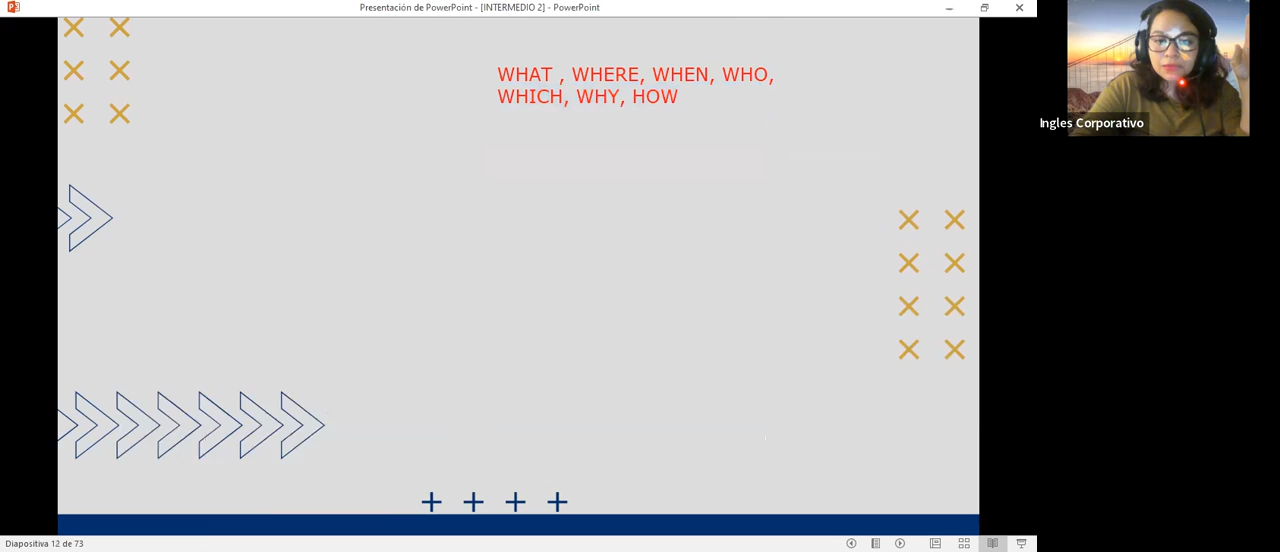 Presentación de PowerPoint - [INTERMEDIO 2] - PowerPoint
WHAT , WHERE, WHEN, WHO,
WHICH, WHY, HOW
Ingles Corporativo
Diapositiva 12 de 73